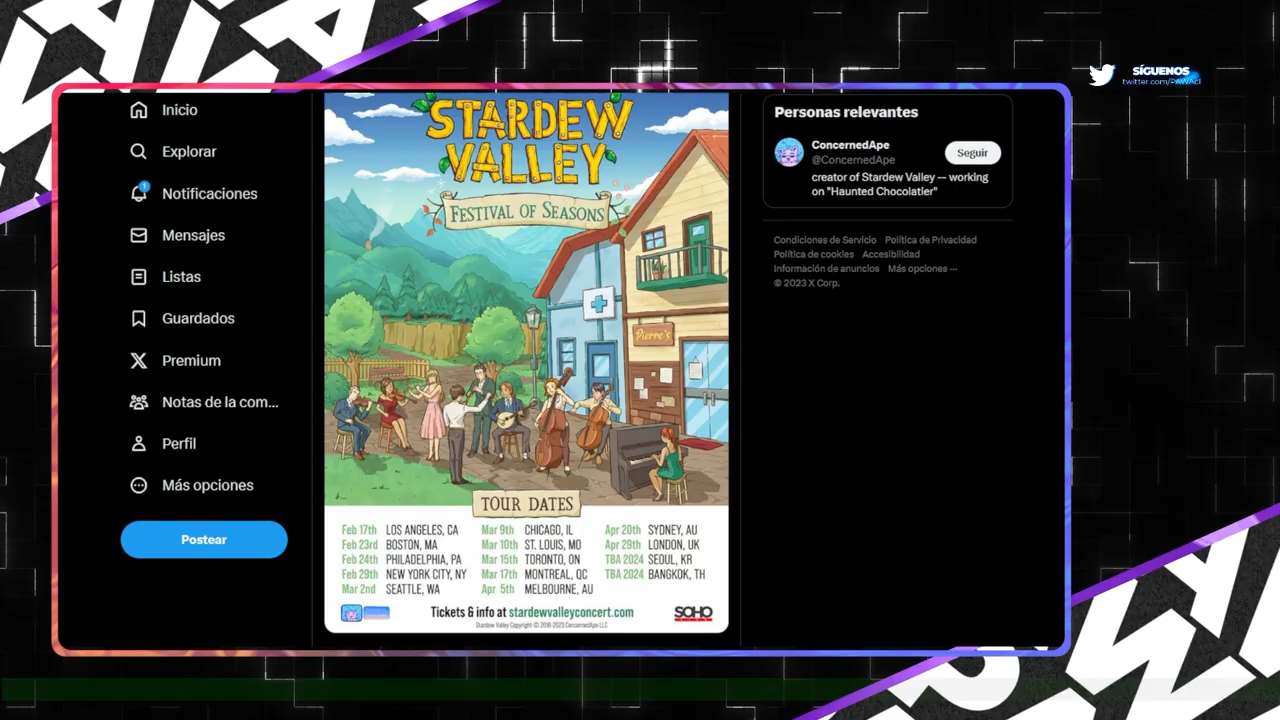 SÍGUENOS
twitter.com/PAWAcl
Inicio
Explorar
1
Notificaciones
Mensajes
Listas
Guardados
Premium
Notas de la com...
Perfil
Más opciones
Postear
STARDEW
VALLEY
FESTIVAL OF SEASONS
Pierre's
TOUR DATES
Feb 17th LOS ANGELES, CA
Feb 23rd BOSTON, MA
Feb 24th PHILADELPHIA, PA
Feb 29th NEW YORK CITY, NY
Mar 2nd SEATTLE, WA
Mar 9th CHICAGO, IL
Mar 10th ST. LOUIS, MO
Mar 15th TORONTO, ON
Mar 17th MONTREAL, QC
Apr 5th MELBOURNE, AU
Apr 20th SYDNEY, AU
Apr 29th LONDON, UK
TBA 2024 SEOUL, KR
TBA 2024 BANGKOK, TH
Tickets & info at stardewvalleyconcert.com
SOHO
Stardew Valley Copyright © 2016-2023 ConcernedApe LLC
Personas relevantes
ConcernedApe
@ConcernedApe
Seguir
creator of Stardew Valley -- working
on "Haunted Chocolatier"
Condiciones de Servicio Política de Privacidad
Política de cookies Accesibilidad
Información de anuncios Más opciones ···
© 2023 X Corp.